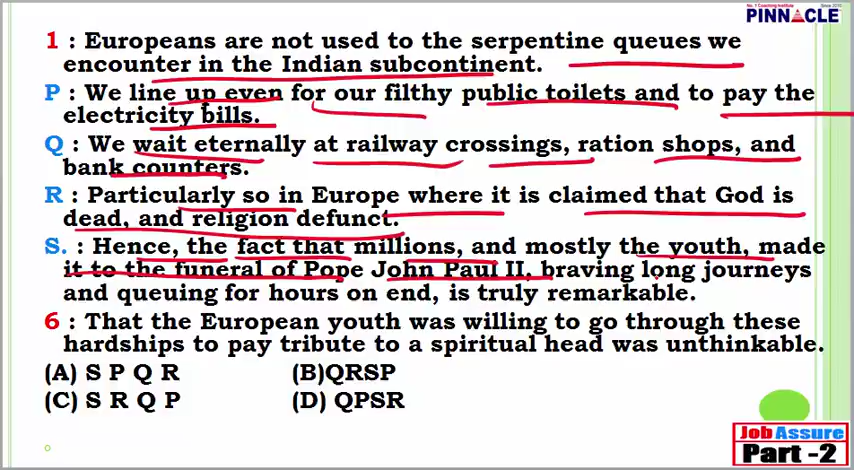 No. 1 Coaching Institute Since 2010
PINNACLE
1 : Europeans are not used to the serpentine queues we
encounter in the Indian subcontinent.
P : We line up even for our filthy public toilets and to pay the
electricity bills.
Q : We wait eternally at railway crossings, ration shops, and
bank counters.
R : Particularly so in Europe where it is claimed that God is
dead, and religion defunct.
S. : Hence, the fact that millions, and mostly the youth, made
it to the funeral of Pope John Paul II, braving long journeys
and queuing for hours on end, is truly remarkable.
6 : That the European youth was willing to go through these
hardships to pay tribute to a spiritual head was unthinkable.
(A) S P Q R (B)QRSP
(C) S R Q P (D) QPSR
Job Assure
Part -2